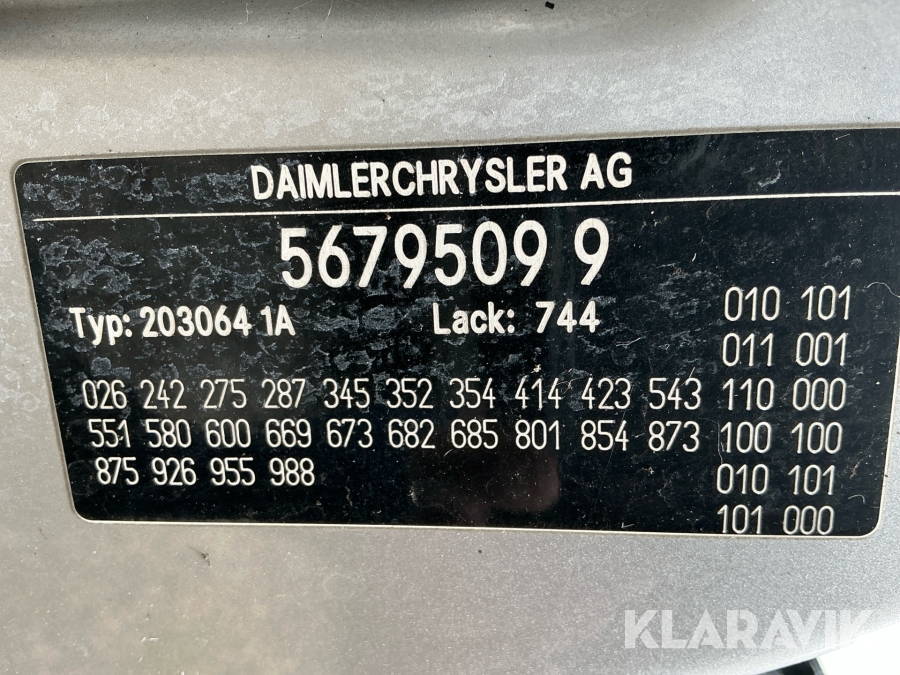 DAIMLERCHRYSLER AG
5679509 9
Typ: 203064 1A Lack: 744
010 101
011 001
026 242 275 287 345 352 354 414 423 543 110 000
551 580 600 669 673 682 685 801 854 873 100 100
875 926 955 988 010 101
101 000
KLARAVIK